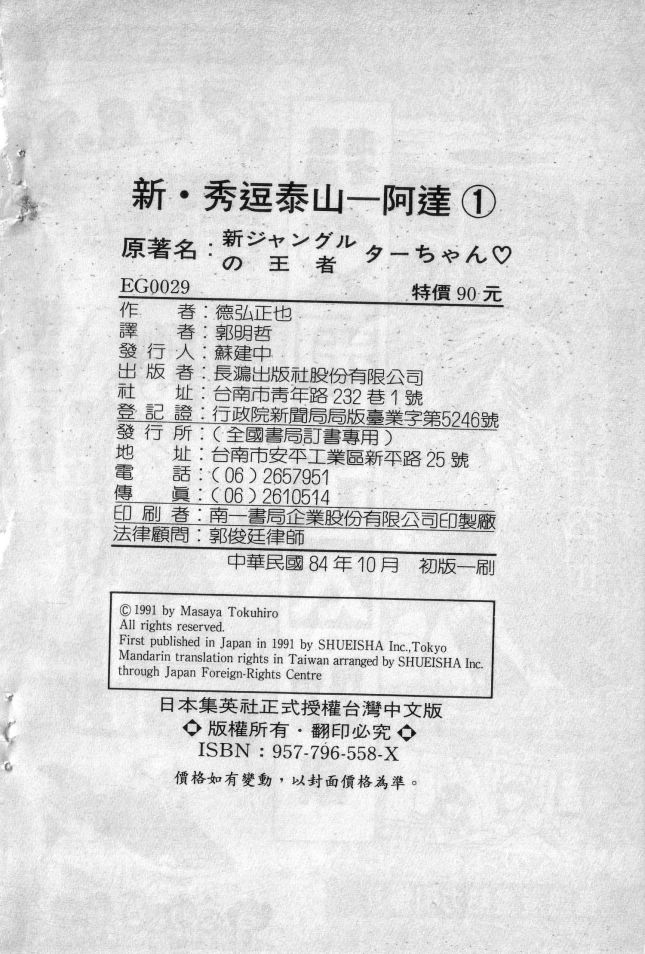 新・秀逗泰山—阿達①
原著名：新ジャングルの王者 ターちゃん♡
EG0029 特價 90 元
作者：德弘正也
譯者：郭明哲
發行人：蘇建中
出版者：長鴻出版社股份有限公司
社址：台南市青年路 232 巷 1 號
登記證：行政院新聞局局版臺業字第5246號
發行所：（全國書局訂書專用）
地址：台南市安平工業區新平路 25 號
電話：（06）2657951
傳眞：（06）2610514
印刷者：南一書局企業股份有限公司印製廠
法律顧問：郭俊廷律師
中華民國 84 年 10 月 初版一刷
© 1991 by Masaya Tokuhiro
All rights reserved.
First published in Japan in 1991 by SHUEISHA Inc.,Tokyo
Mandarin translation rights in Taiwan arranged by SHUEISHA Inc.
through Japan Foreign-Rights Centre
日本集英社正式授權台灣中文版
◇ 版權所有・翻印必究 ◇
ISBN：957-796-558-X
價格如有變動，以封面價格為準。